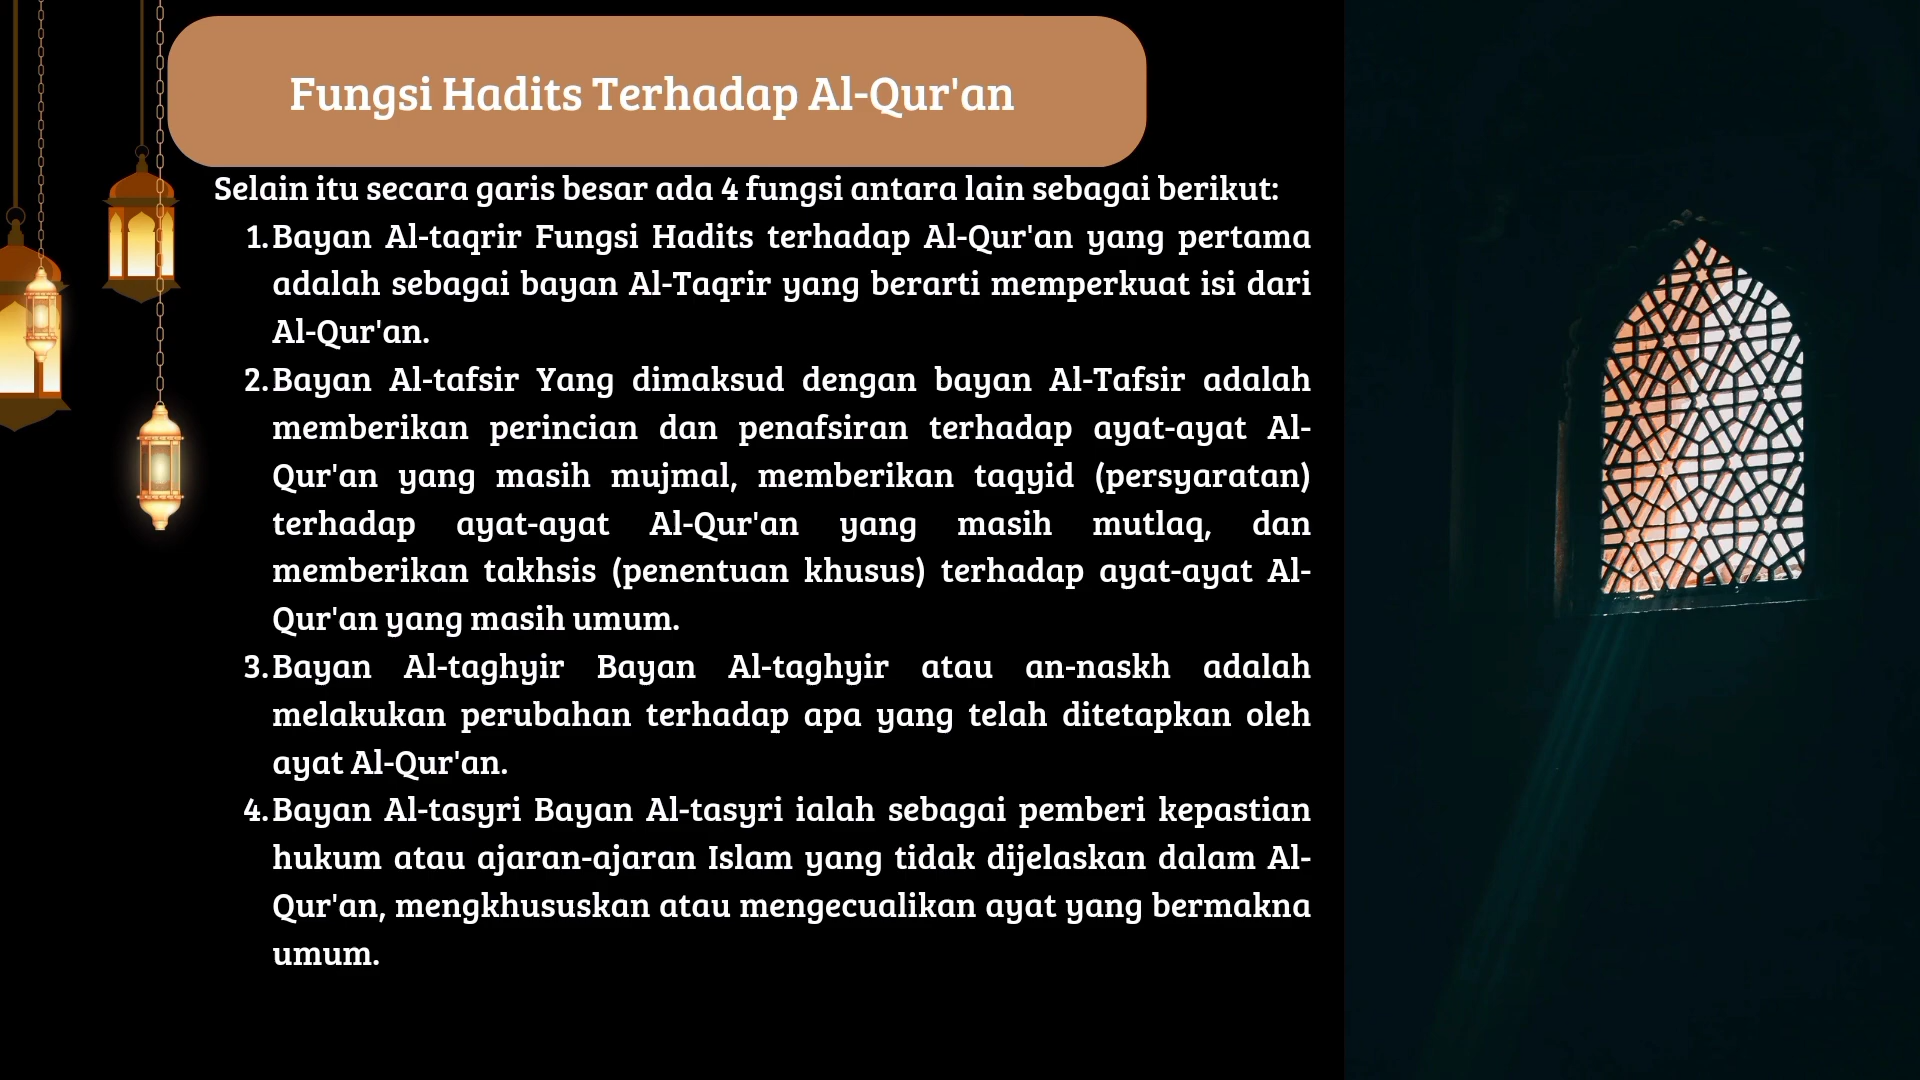 Fungsi Hadits Terhadap Al-Qur'an
Selain itu secara garis besar ada 4 fungsi antara lain sebagai berikut:
1. Bayan Al-taqrir Fungsi Hadits terhadap Al-Qur'an yang pertama
adalah sebagai bayan Al-Taqrir yang berarti memperkuat isi dari
Al-Qur'an.
2. Bayan Al-tafsir Yang dimaksud dengan bayan Al-Tafsir adalah
memberikan perincian dan penafsiran terhadap ayat-ayat Al-
Qur'an yang masih mujmal, memberikan taqyid (persyaratan)
terhadap ayat-ayat Al-Qur'an yang masih mutlaq, dan
memberikan takhsis (penentuan khusus) terhadap ayat-ayat Al-
Qur'an yang masih umum.
3. Bayan Al-taghyir Bayan Al-taghyir atau an-naskh adalah
melakukan perubahan terhadap apa yang telah ditetapkan oleh
ayat Al-Qur'an.
4. Bayan Al-tasyri Bayan Al-tasyri ialah sebagai pemberi kepastian
hukum atau ajaran-ajaran Islam yang tidak dijelaskan dalam Al-
Qur'an, mengkhususkan atau mengecualikan ayat yang bermakna
umum.